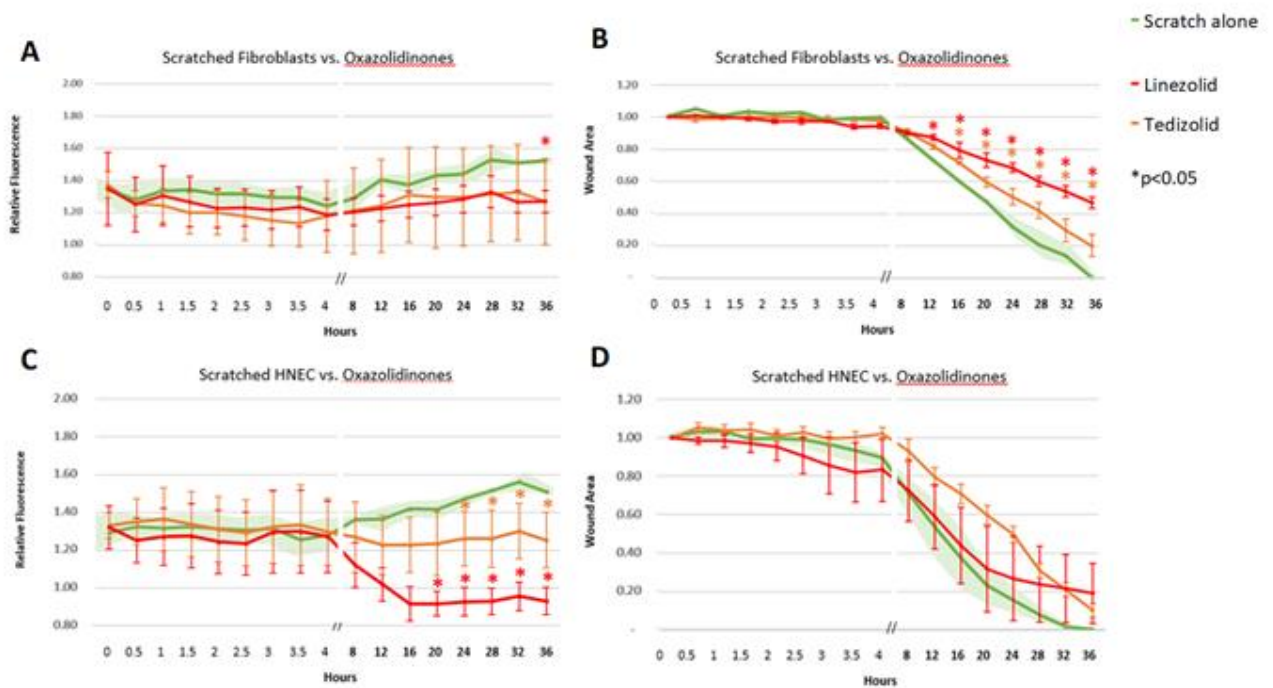 Scratch alone
Linezolid
Tedizolid
*p<0.05
A
Scratched Fibroblasts vs. Oxazolidinones
2.00
1.80
1.60
1.40
1.20
1.00
0.80
Relative Fluorescence
0 0.5 1 1.5 2 2.5 3 3.5 4 // 8 12 16 20 24 28 32 36
Hours
B
Scratched Fibroblasts vs. Oxazolidinones
1.20
1.00
0.80
0.60
0.40
0.20
-
Wound Area
0 0.5 1 1.5 2 2.5 3 3.5 4 // 8 12 16 20 24 28 32 36
Hours
C
Scratched HNEC vs. Oxazolidinones
2.00
1.80
1.60
1.40
1.20
1.00
0.80
Relative Fluorescence
0 0.5 1 1.5 2 2.5 3 3.5 4 // 8 12 16 20 24 28 32 36
Hours
D
Scratched HNEC vs. Oxazolidinones
1.20
1.00
0.80
0.60
0.40
0.20
-
Wound Area
0 0.5 1 1.5 2 2.5 3 3.5 4 // 8 12 16 20 24 28 32 36
Hours